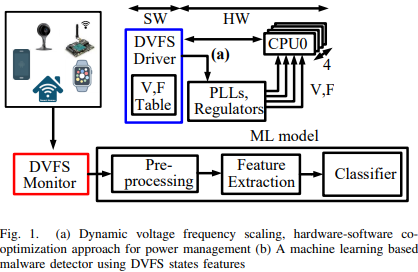 SW HW
DVFS
Driver
(a)
CPU0
V,F
Table
PLLs,
Regulators
4
V,F
ML model
DVFS
Monitor
Pre-
processing
Feature
Extraction
Classifier
Fig. 1. (a) Dynamic voltage frequency scaling, hardware-software co-
optimization approach for power management (b) A machine learning based
malware detector using DVFS states features